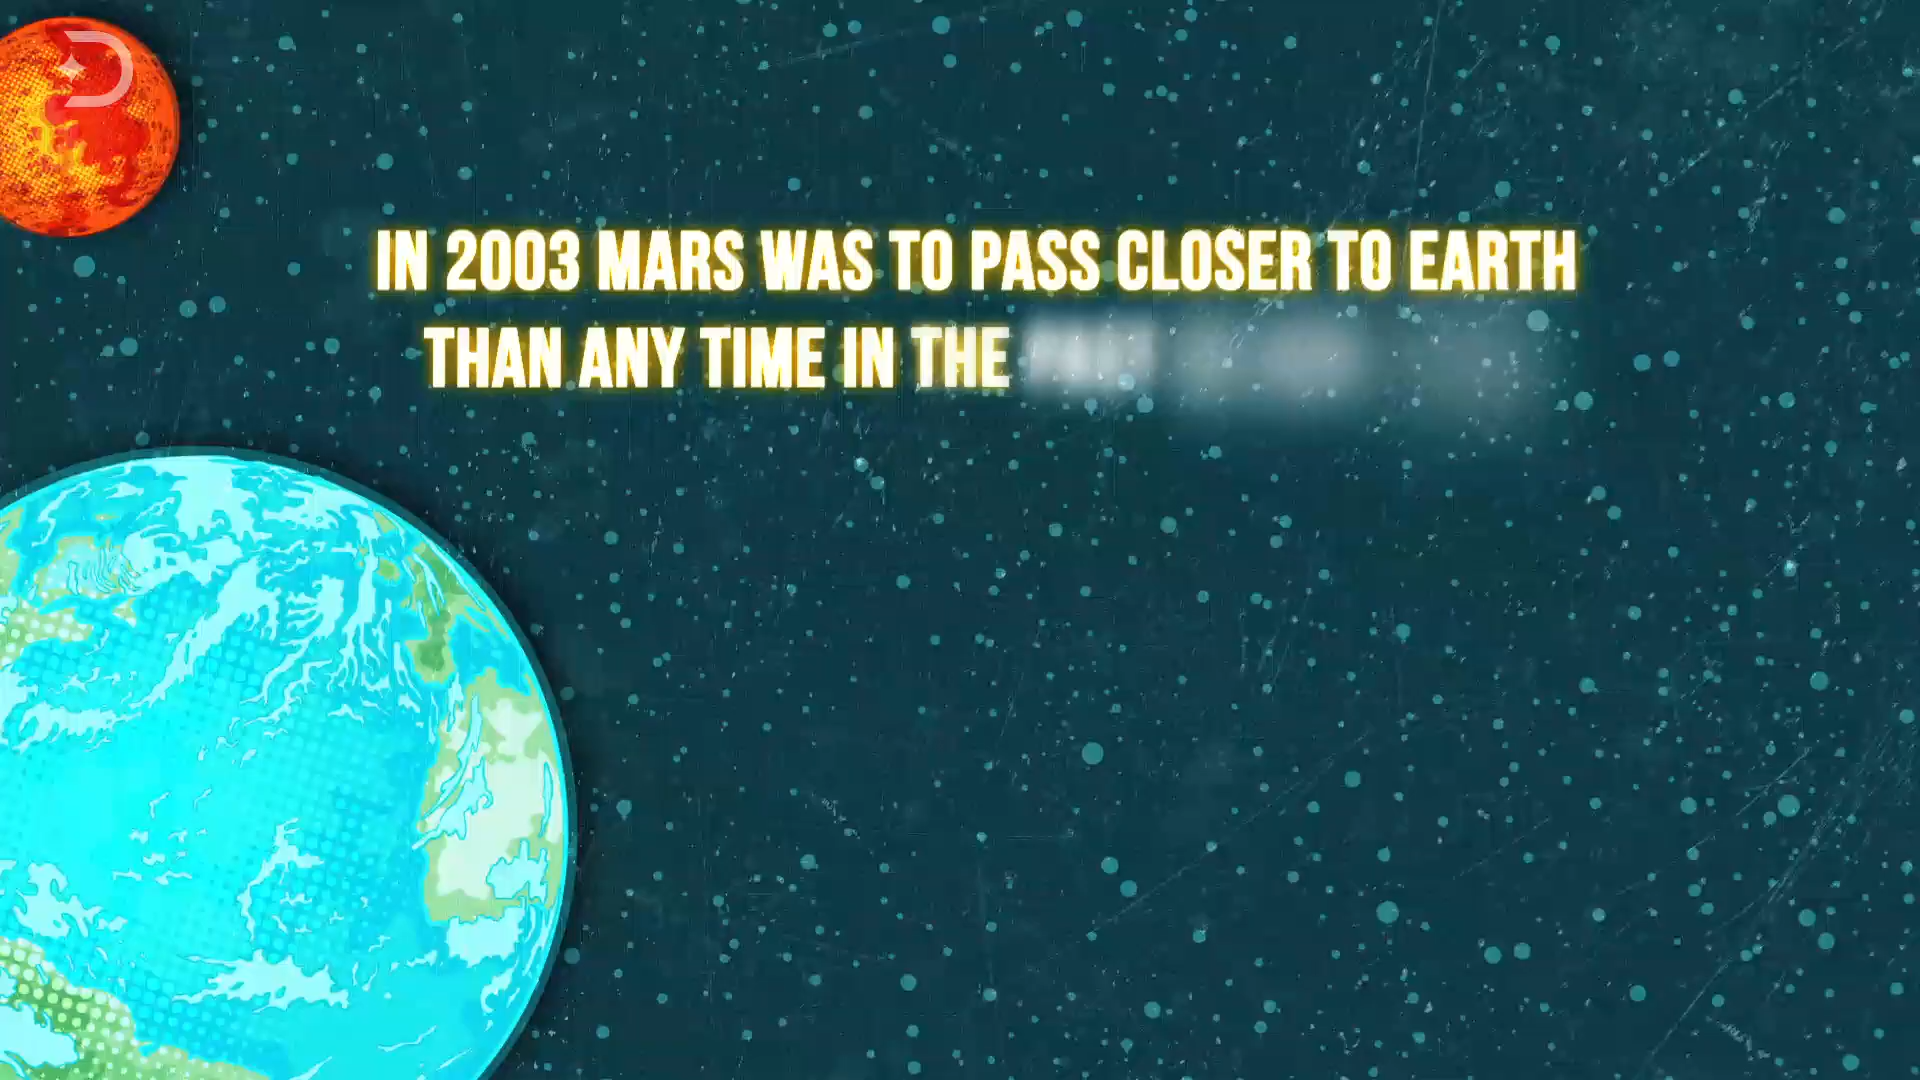 IN 2003 MARS WAS TO PASS CLOSER TO EARTH
THAN ANY TIME IN THE